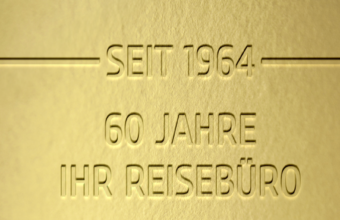 SEIT 1964
60 JAHRE
IHR REISEBÜRO